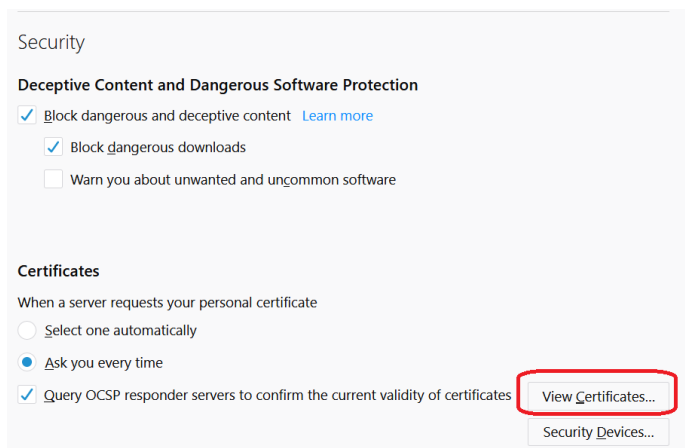 Security
Deceptive Content and Dangerous Software Protection
Block dangerous and deceptive content Learn more
Block dangerous downloads
Warn you about unwanted and uncommon software
Certificates
When a server requests your personal certificate
Select one automatically
Ask you every time
Query OCSP responder servers to confirm the current validity of certificates View Certificates...
Security Devices...